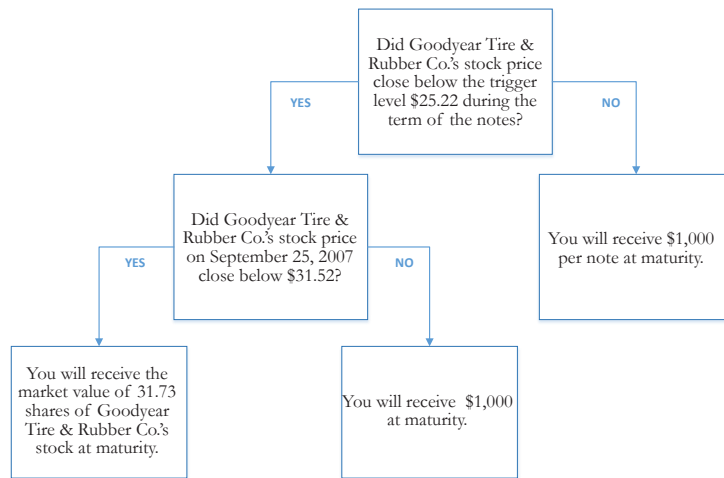 Did Goodyear Tire &
Rubber Co.'s stock price
close below the trigger
level $25.22 during the
term of the notes?
YES
NO
Did Goodyear Tire &
Rubber Co.'s stock price
on September 25, 2007
close below $31.52?
You will receive $1,000
per note at maturity.
YES
NO
You will receive the
market value of 31.73
shares of Goodyear
Tire & Rubber Co.'s
stock at maturity.
You will receive $1,000
at maturity.